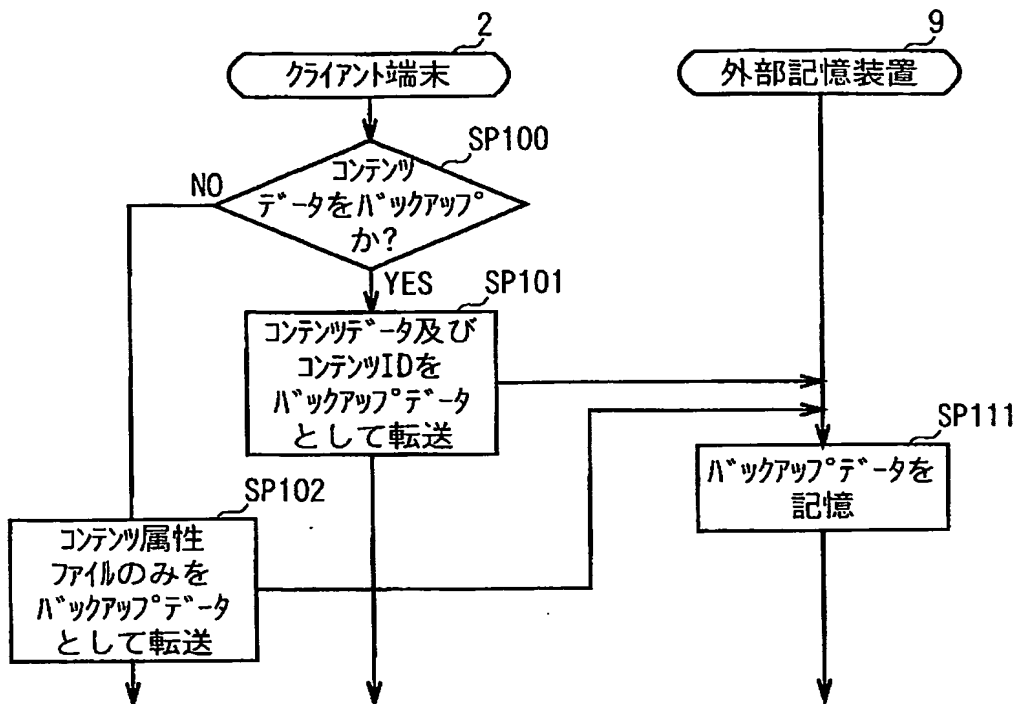 2
クライアント端末
9
外部記憶装置
SP100
コンテンツ
データをバックアップ
か?
NO
YES
SP101
コンテンツデータ及び
コンテンツIDを
バックアップデータ
として転送
SP111
バックアップデータを
記憶
SP102
コンテンツ属性
ファイルのみを
バックアップデータ
として転送